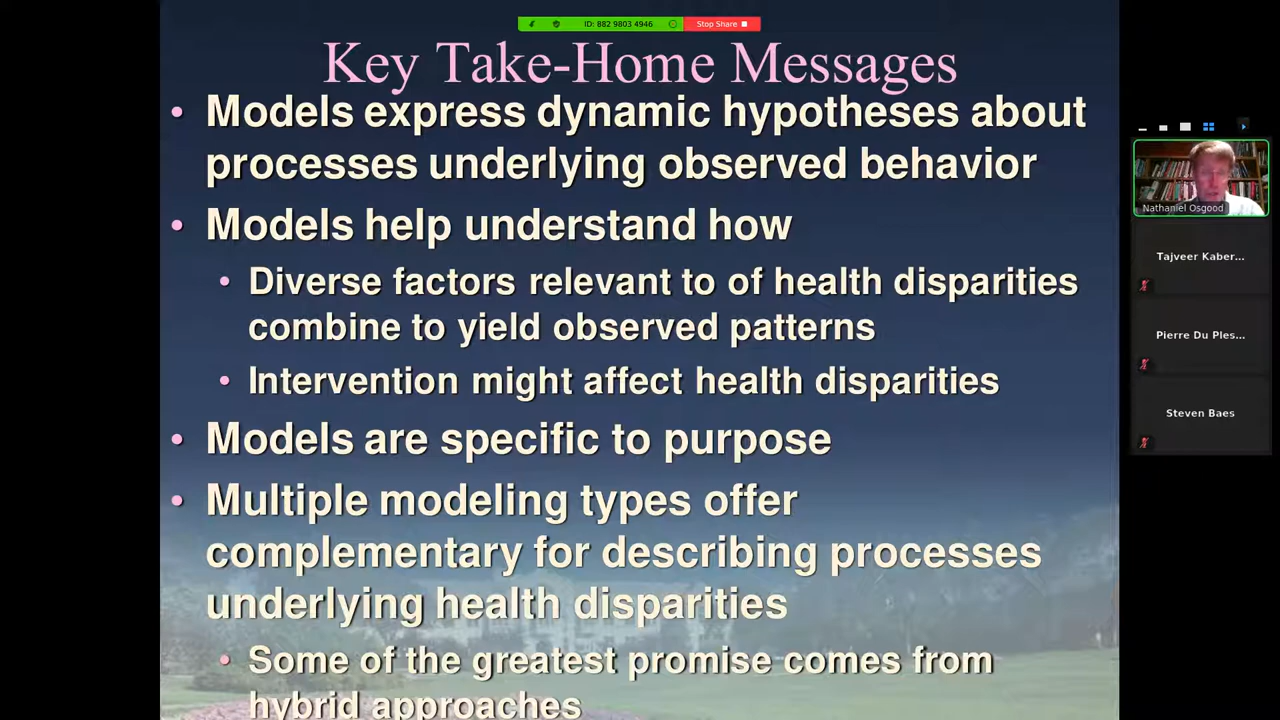 ID: 882 9803 4946
Stop Share
Key Take-Home Messages
• Models express dynamic hypotheses about
processes underlying observed behavior
• Models help understand how
• Diverse factors relevant to of health disparities
combine to yield observed patterns
• Intervention might affect health disparities
• Models are specific to purpose
• Multiple modeling types offer
complementary for describing processes
underlying health disparities
• Some of the greatest promise comes from
hybrid approaches
Nathaniel Osgood
Tajveer Kaber...
Pierre Du Ples...
Steven Baes